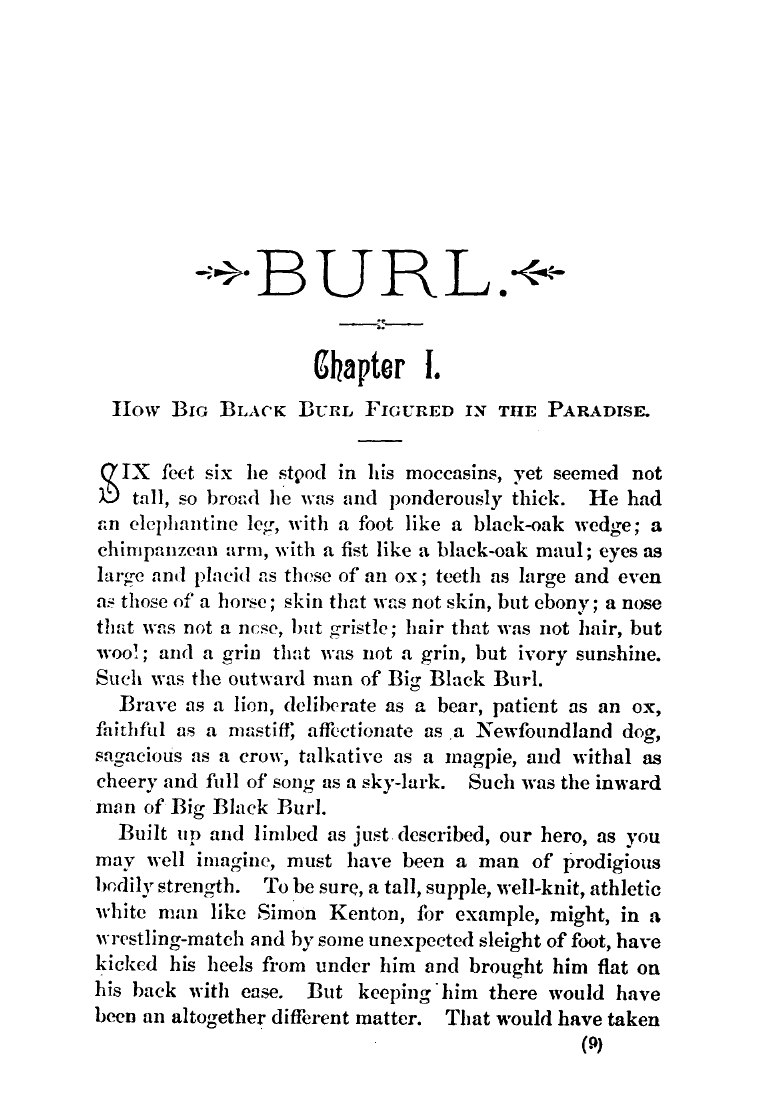 BURL.
Chapter I.
How Big Black Burl Figured in the Paradise.
SIX feet six he stood in his moccasins, yet seemed not
tall, so broad he was and ponderously thick. He had
an elephantine leg, with a foot like a black-oak wedge; a
chimpanzean arm, with a fist like a black-oak maul; eyes as
large and placid as those of an ox; teeth as large and even
as those of a horse; skin that was not skin, but ebony; a nose
that was not a nose, but gristle; hair that was not hair, but
wool; and a grin that was not a grin, but ivory sunshine.
Such was the outward man of Big Black Burl.
Brave as a lion, deliberate as a bear, patient as an ox,
faithful as a mastiff, affectionate as a Newfoundland dog,
sagacious as a crow, talkative as a magpie, and withal as
cheery and full of song as a sky-lark. Such was the inward
man of Big Black Burl.
Built up and limbed as just described, our hero, as you
may well imagine, must have been a man of prodigious
bodily strength. To be sure, a tall, supple, well-knit, athletic
white man like Simon Kenton, for example, might, in a
wrestling-match and by some unexpected sleight of foot, have
kicked his heels from under him and brought him flat on
his back with ease. But keeping him there would have
been an altogether different matter. That would have taken
(9)